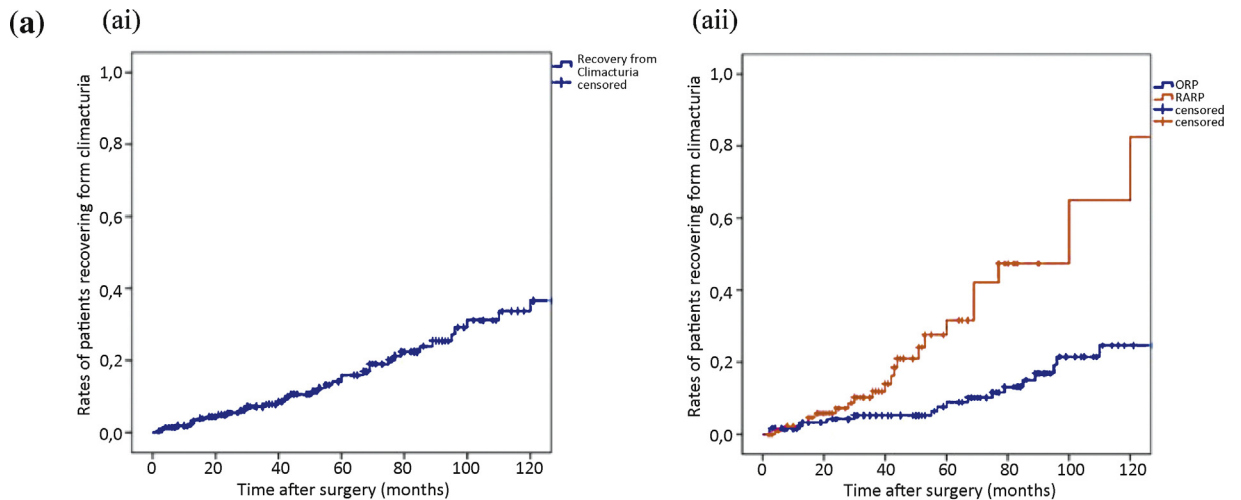 (a)
(ai)
Rates of patients recovering form climacturia
1,0
0,8
0,6
0,4
0,2
0,0
0 20 40 60 80 100 120
Time after surgery (months)
Recovery from
Climacturia
censored
(aii)
Rates of patients recovering form climacturia
1,0
0,8
0,6
0,4
0,2
0,0
0 20 40 60 80 100 120
Time after surgery (months)
ORP
RARP
censored
censored